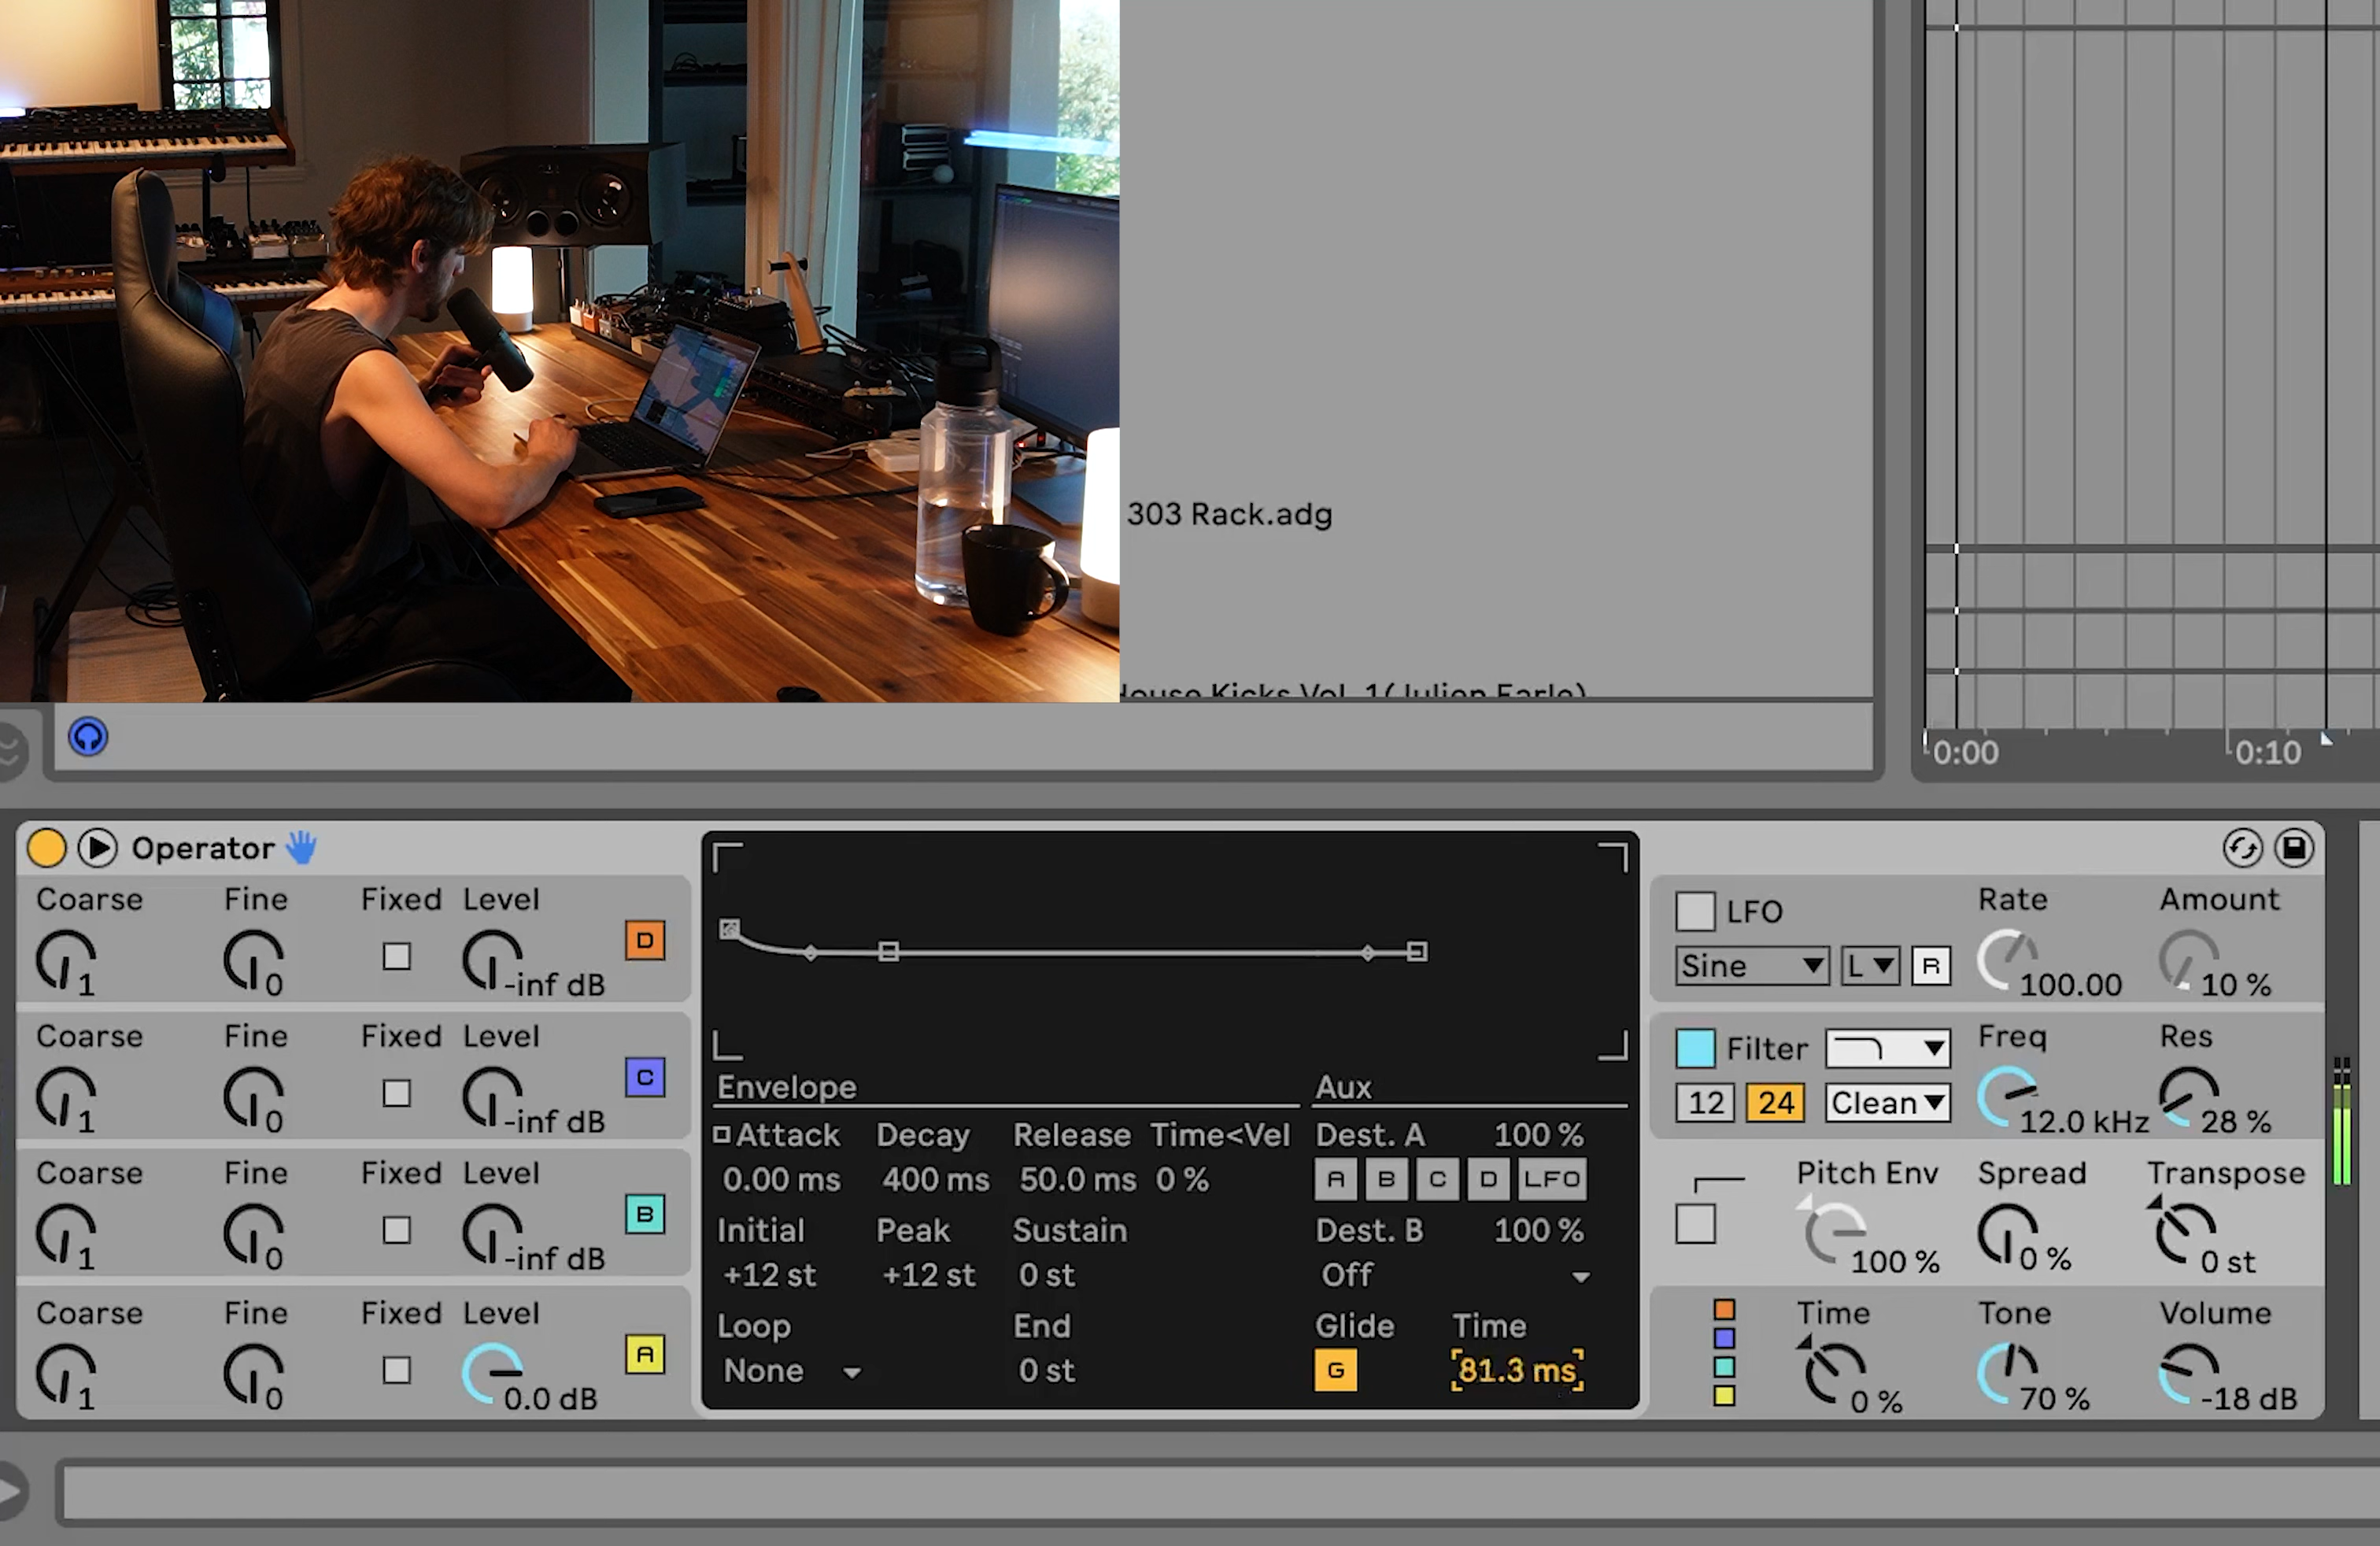 303 Rack.adg
House Kicks Vol. 1(Julien Earle)
0:00 0:10
Operator
Coarse Fine Fixed Level
1 0 -inf dB D
Coarse Fine Fixed Level
1 0 -inf dB C
Coarse Fine Fixed Level
1 0 -inf dB B
Coarse Fine Fixed Level
1 0 0.0 dB A
Envelope
Attack Decay Release Time<Vel
0.00 ms 400 ms 50.0 ms 0 %
Initial Peak Sustain
+12 st +12 st 0 st
Loop End
None 0 st
Aux
Dest. A 100 %
A B C D LFO
Dest. B 100 %
Off
Glide Time
G 81.3 ms
LFO Rate Amount
Sine L R 100.00 10 %
Filter Freq Res
12 24 Clean 12.0 kHz 28 %
Pitch Env Spread Transpose
100 % 0 % 0 st
Time Tone Volume
0 % 70 % -18 dB